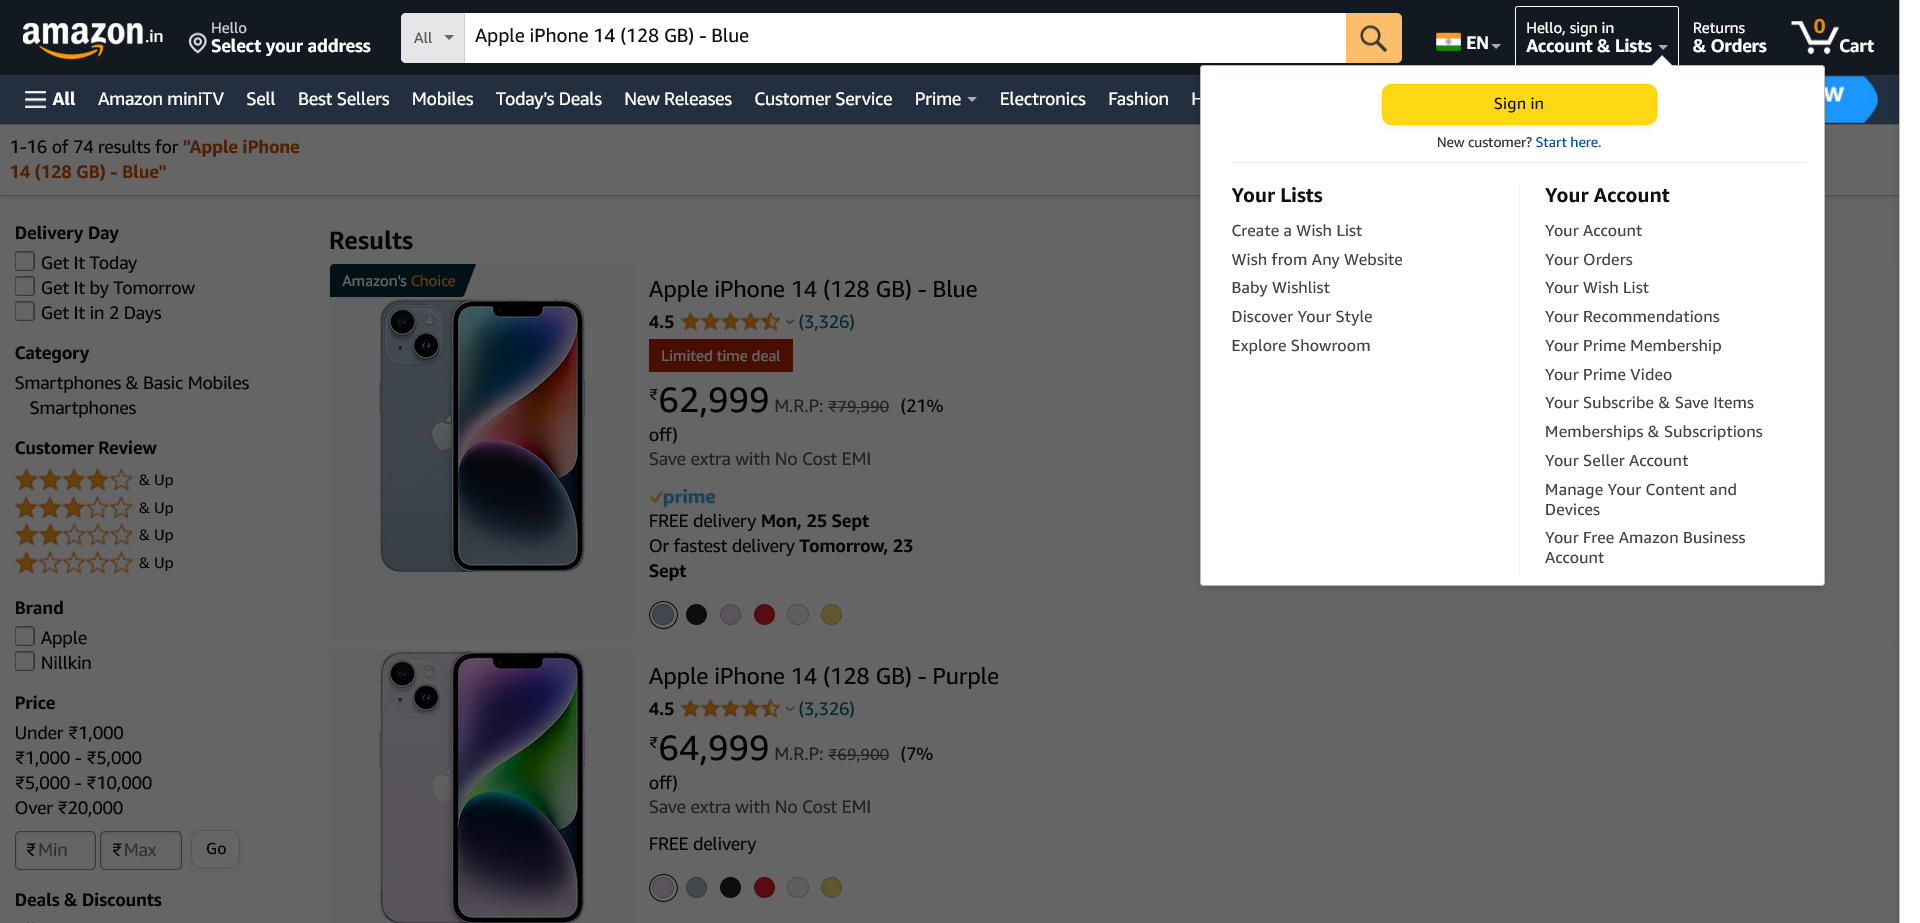 amazon.in
Hello
Select your address
All
Apple iPhone 14 (128 GB) - Blue
EN
Hello, sign in
Account & Lists
Returns
& Orders
0
Cart
All
Amazon miniTV
Sell
Best Sellers
Mobiles
Today's Deals
New Releases
Customer Service
Prime
Electronics
Fashion
H
W
1-16 of 74 results for "Apple iPhone
14 (128 GB) - Blue"
Sign in
New customer? Start here.
Your Lists
Create a Wish List
Wish from Any Website
Baby Wishlist
Discover Your Style
Explore Showroom
Your Account
Your Account
Your Orders
Your Wish List
Your Recommendations
Your Prime Membership
Your Prime Video
Your Subscribe & Save Items
Memberships & Subscriptions
Your Seller Account
Manage Your Content and
Devices
Your Free Amazon Business
Account
Delivery Day
Get It Today
Get It by Tomorrow
Get It in 2 Days
Category
Smartphones & Basic Mobiles
Smartphones
Customer Review
& Up
& Up
& Up
& Up
Brand
Apple
Nillkin
Price
Under ₹1,000
₹1,000 - ₹5,000
₹5,000 - ₹10,000
Over ₹20,000
₹ Min
₹ Max
Go
Deals & Discounts
Results
Amazon's Choice
Apple iPhone 14 (128 GB) - Blue
4.5 (3,326)
Limited time deal
₹62,999 M.R.P: ₹79,990 (21%
off)
Save extra with No Cost EMI
prime
FREE delivery Mon, 25 Sept
Or fastest delivery Tomorrow, 23
Sept
Apple iPhone 14 (128 GB) - Purple
4.5 (3,326)
₹64,999 M.R.P: ₹69,900 (7%
off)
Save extra with No Cost EMI
FREE delivery